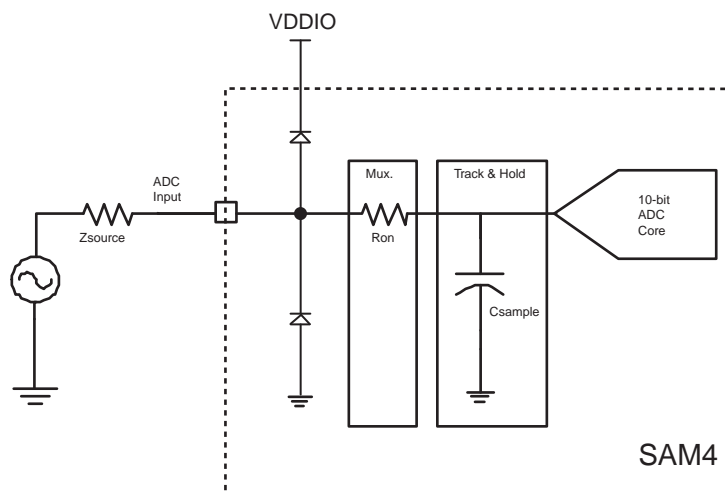 VDDIO
ADC
Input
Zsource
Mux.
Ron
Track & Hold
Csample
10-bit
ADC
Core
SAM4